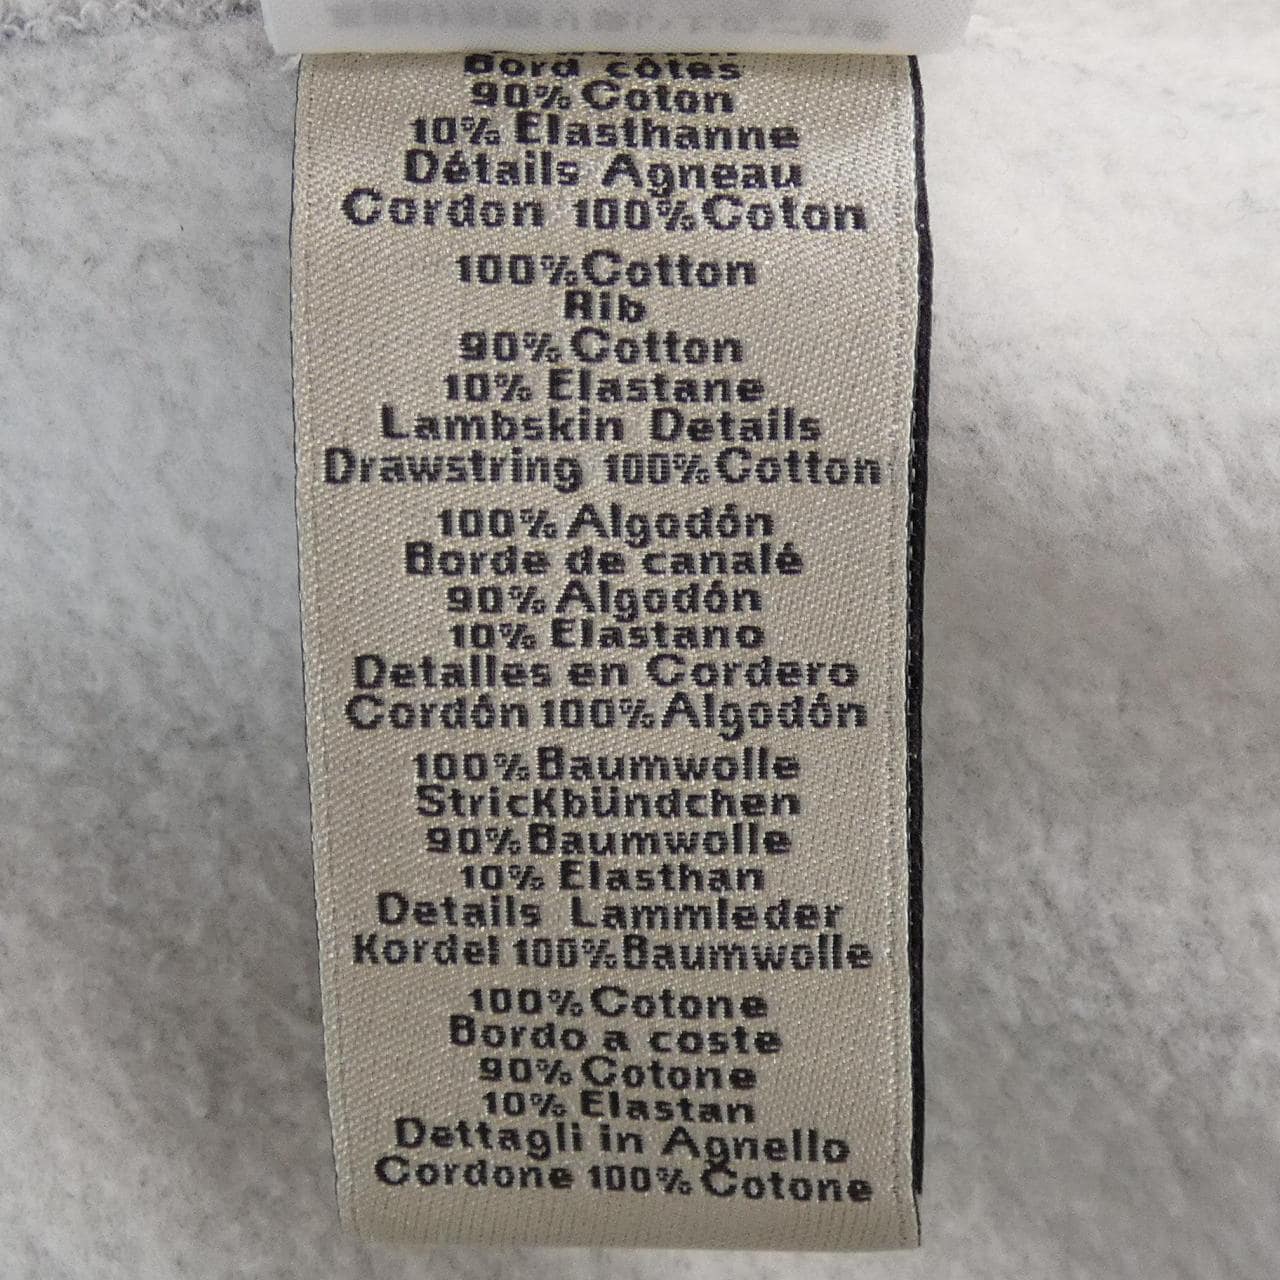 Bord côtes
90% Coton
10% Elasthanne
Détails Agneau
Cordon 100% Coton
100% Cotton
Rib
90% Cotton
10% Elastane
Lambskin Details
Drawstring 100% Cotton
100% Algodón
Borde de canalé
90% Algodón
10% Elastano
Detalles en Cordero
Cordón 100% Algodón
100% Baumwolle
StricKbündchen
90% Baumwolle
10% Elasthan
Details Lammleder
Kordel 100% Baumwolle
100% Cotone
Bordo a coste
90% Cotone
10% Elastan
Dettagli in Agnello
Cordone 100% Cotone